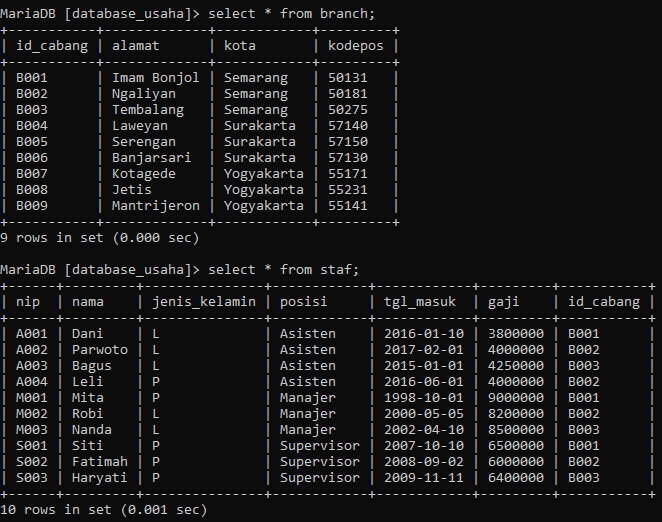 MariaDB [database_usaha]> select * from branch;
+-----------+-------------+------------+---------+
| id_cabang | alamat      | kota       | kodepos |
+-----------+-------------+------------+---------+
| B001      | Imam Bonjol | Semarang   | 50131   |
| B002      | Ngaliyan    | Semarang   | 50181   |
| B003      | Tembalang   | Semarang   | 50275   |
| B004      | Laweyan     | Surakarta  | 57140   |
| B005      | Serengan    | Surakarta  | 57150   |
| B006      | Banjarsari  | Surakarta  | 57130   |
| B007      | Kotagede    | Yogyakarta | 55171   |
| B008      | Jetis       | Yogyakarta | 55231   |
| B009      | Mantrijeron | Yogyakarta | 55141   |
+-----------+-------------+------------+---------+
9 rows in set (0.000 sec)
MariaDB [database_usaha]> select * from staf;
+------+---------+---------------+------------+------------+---------+-----------+
| nip  | nama    | jenis_kelamin | posisi     | tgl_masuk  | gaji    | id_cabang |
+------+---------+---------------+------------+------------+---------+-----------+
| A001 | Dani    | L             | Asisten    | 2016-01-10 | 3800000 | B001      |
| A002 | Parwoto | L             | Asisten    | 2017-02-01 | 4000000 | B002      |
| A003 | Bagus   | L             | Asisten    | 2015-01-01 | 4250000 | B003      |
| A004 | Leli    | P             | Asisten    | 2016-06-01 | 4000000 | B002      |
| M001 | Mita    | P             | Manajer    | 1998-10-01 | 9000000 | B001      |
| M002 | Robi    | L             | Manajer    | 2000-05-05 | 8200000 | B002      |
| M003 | Nanda   | L             | Manajer    | 2002-04-10 | 8500000 | B003      |
| S001 | Siti    | P             | Supervisor | 2007-10-10 | 6500000 | B001      |
| S002 | Fatimah | P             | Supervisor | 2008-09-02 | 6000000 | B002      |
| S003 | Haryati | P             | Supervisor | 2009-11-11 | 6400000 | B003      |
+------+---------+---------------+------------+------------+---------+-----------+
10 rows in set (0.001 sec)